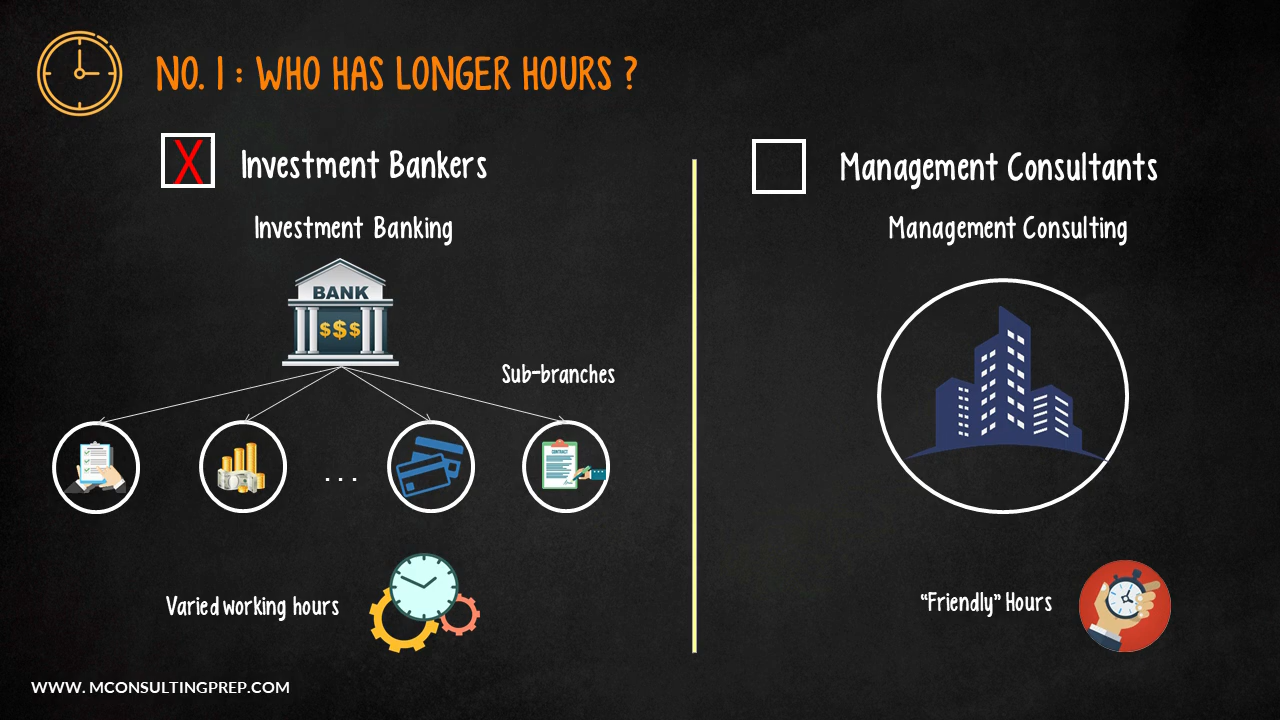 NO. 1 : WHO HAS LONGER HOURS ?
X
Investment Bankers
Investment Banking
BANK
$$$
Sub-branches
CONTRACT
...
Varied working hours
Management Consultants
Management Consulting
“Friendly” Hours
WWW. MCONSULTINGPREP.COM